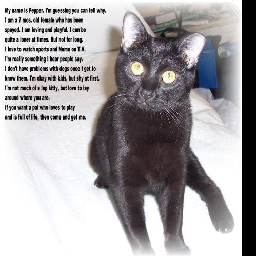 My name is Pepper. I'm guessing you can tell why.
I am a 7 mos. old female who has been
spayed. I am loving and playful. I can be
quite a loner at times. But not for long.
I love to watch sports and Meme on T.V.
I'm really something I hear people say.
I don't have problems with dogs once I get to
know them. I'm okay with kids, but shy at first.
I'm not much of a lap kitty, but love to lay
around where you are.
If you want a pal who loves to play
and is full of life, then come and get me.